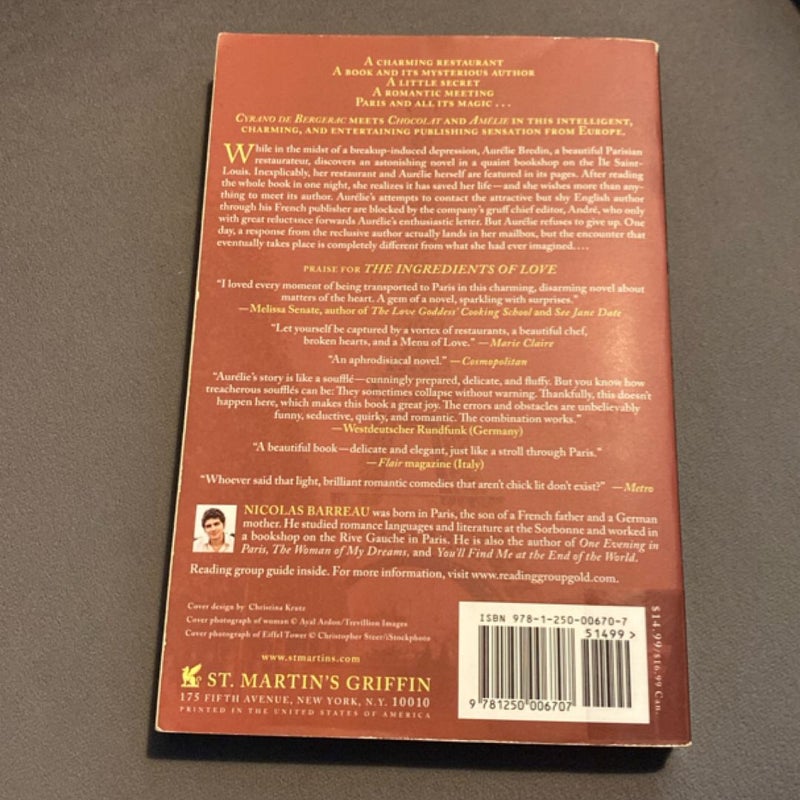 A CHARMING RESTAURANT
A BOOK AND ITS MYSTERIOUS AUTHOR
A LITTLE SECRET
A ROMANTIC MEETING
PARIS AND ALL ITS MAGIC . . .
CYRANO DE BERGERAC MEETS CHOCOLAT AND AMÉLIE IN THIS INTELLIGENT,
CHARMING, AND ENTERTAINING PUBLISHING SENSATION FROM EUROPE.
While in the midst of a breakup-induced depression, Aurélie Bredin, a beautiful Parisian
restaurateur, discovers an astonishing novel in a quaint bookshop on the Île Saint-
Louis. Inexplicably, her restaurant and Aurélie herself are featured in its pages. After reading
the whole book in one night, she realizes it has saved her life—and she wishes more than any-
thing to meet its author. Aurélie's attempts to contact the attractive but shy English author
through his French publisher are blocked by the company's gruff chief editor, André, who only
with great reluctance forwards Aurélie's enthusiastic letter. But Aurélie refuses to give up. One
day, a response from the reclusive author actually lands in her mailbox, but the encounter that
eventually takes place is completely different from what she had ever imagined. . . .
PRAISE FOR THE INGREDIENTS OF LOVE
"I loved every moment of being transported to Paris in this charming, disarming novel about
matters of the heart. A gem of a novel, sparkling with surprises."
—Melissa Senate, author of The Love Goddess' Cooking School and See Jane Date
"Let yourself be captured by a vortex of restaurants, a beautiful chef,
broken hearts, and a Menu of Love." —Marie Claire
"An aphrodisiacal novel." —Cosmopolitan
"Aurélie's story is like a soufflé—cunningly prepared, delicate, and fluffy. But you know how
treacherous soufflés can be: They sometimes collapse without warning. Thankfully, this doesn't
happen here, which makes this book a great joy. The errors and obstacles are unbelievably
funny, seductive, quirky, and romantic. The combination works."
—Westdeutscher Rundfunk (Germany)
"A beautiful book—delicate and elegant, just like a stroll through Paris."
—Flair magazine (Italy)
"Whoever said that light, brilliant romantic comedies that aren't chick lit don't exist?" —Metro
NICOLAS BARREAU was born in Paris, the son of a French father and a German
mother. He studied romance languages and literature at the Sorbonne and worked in
a bookshop on the Rive Gauche in Paris. He is also the author of One Evening in
Paris, The Woman of My Dreams, and You'll Find Me at the End of the World.
Reading group guide inside. For more information, visit www.readinggroupgold.com.
Cover design by Christina Krutz
Cover photograph of woman © Ayal Ardon/Trevillion Images
Cover photograph of Eiffel Tower © Christopher Steer/iStockphoto
www.stmartins.com
ST. MARTIN'S GRIFFIN
175 FIFTH AVENUE, NEW YORK, N.Y. 10010
PRINTED IN THE UNITED STATES OF AMERICA
ISBN 978-1-250-00670-7
51499 >
9 781250 006707
$14.99/$16.99 Can.